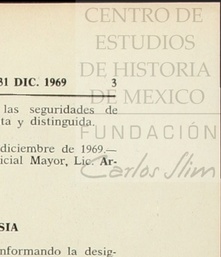 CENTRO DE
ESTUDIOS
DE HISTORIA
DE MEXICO
FUNDACIÓN
Carlos Slim
31 DIC. 1969 3
las seguridades de
ta y distinguida.
diciembre de 1969.—
icial Mayor, Lic. Ar-
SIA
nformando la desig-